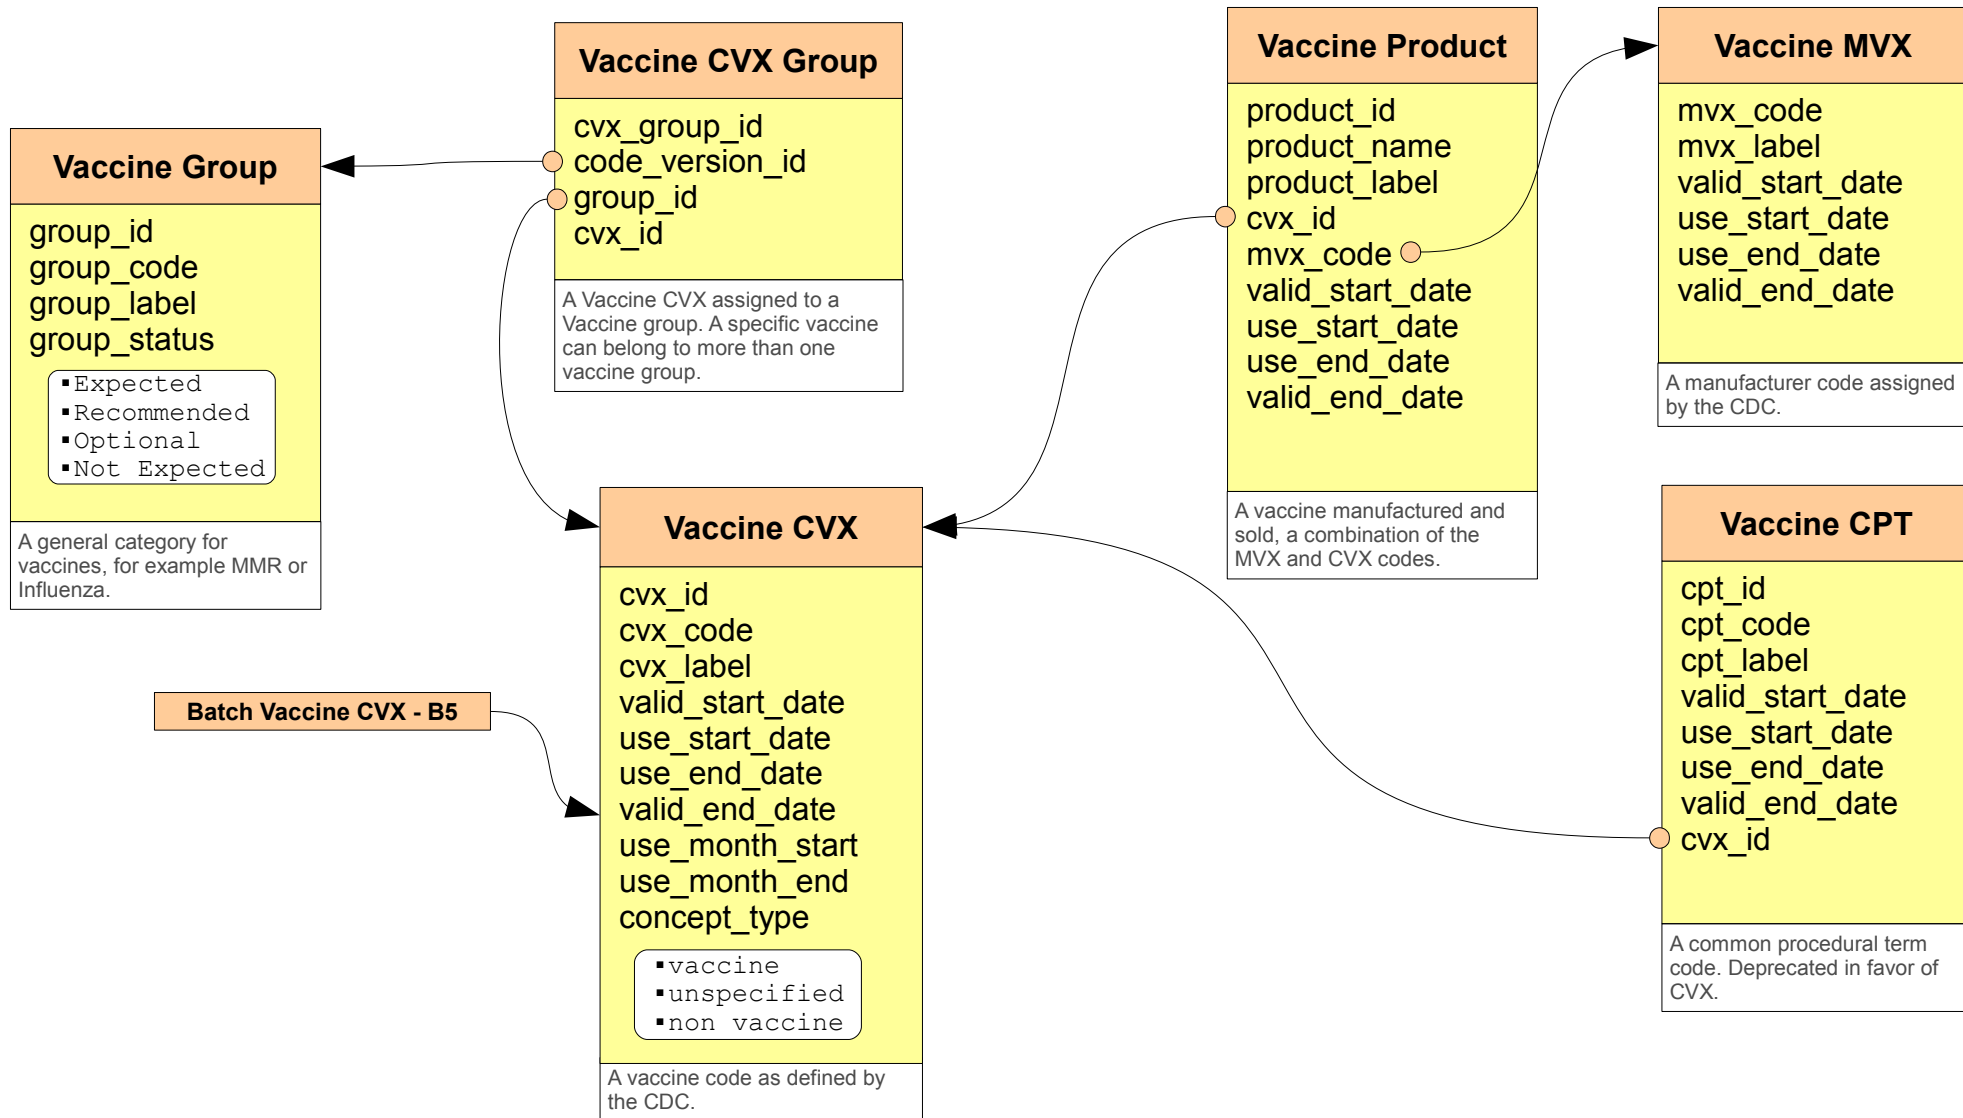 Vaccine Group
group_id
group_code
group_label
group_status
▪Expected
▪Recommended
▪Optional
▪Not Expected
A general category for
vaccines, for example MMR or
Influenza.
Vaccine CVX Group
cvx_group_id
code_version_id
group_id
cvx_id
A Vaccine CVX assigned to a
Vaccine group. A specific vaccine
can belong to more than one
vaccine group.
Batch Vaccine CVX - B5
Vaccine CVX
cvx_id
cvx_code
cvx_label
valid_start_date
use_start_date
use_end_date
valid_end_date
use_month_start
use_month_end
concept_type
▪vaccine
▪unspecified
▪non vaccine
A vaccine code as defined by
the CDC.
Vaccine Product
product_id
product_name
product_label
cvx_id
mvx_code
valid_start_date
use_start_date
use_end_date
valid_end_date
A vaccine manufactured and
sold, a combination of the
MVX and CVX codes.
Vaccine MVX
mvx_code
mvx_label
valid_start_date
use_start_date
use_end_date
valid_end_date
A manufacturer code assigned
by the CDC.
Vaccine CPT
cpt_id
cpt_code
cpt_label
valid_start_date
use_start_date
use_end_date
valid_end_date
cvx_id
A common procedural term
code. Deprecated in favor of
CVX.